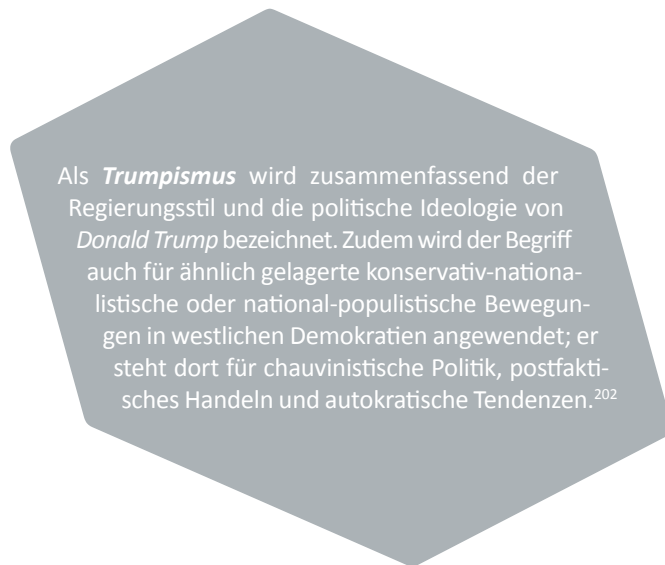 Als Trumpismus wird zusammenfassend der
Regierungsstil und die politische Ideologie von
Donald Trump bezeichnet. Zudem wird der Begriff
auch für ähnlich gelagerte konservativ-nationa-
listische oder national-populistische Bewegun-
gen in westlichen Demokratien angewendet; er
steht dort für chauvinistische Politik, postfakti-
sches Handeln und autokratische Tendenzen.²⁰²